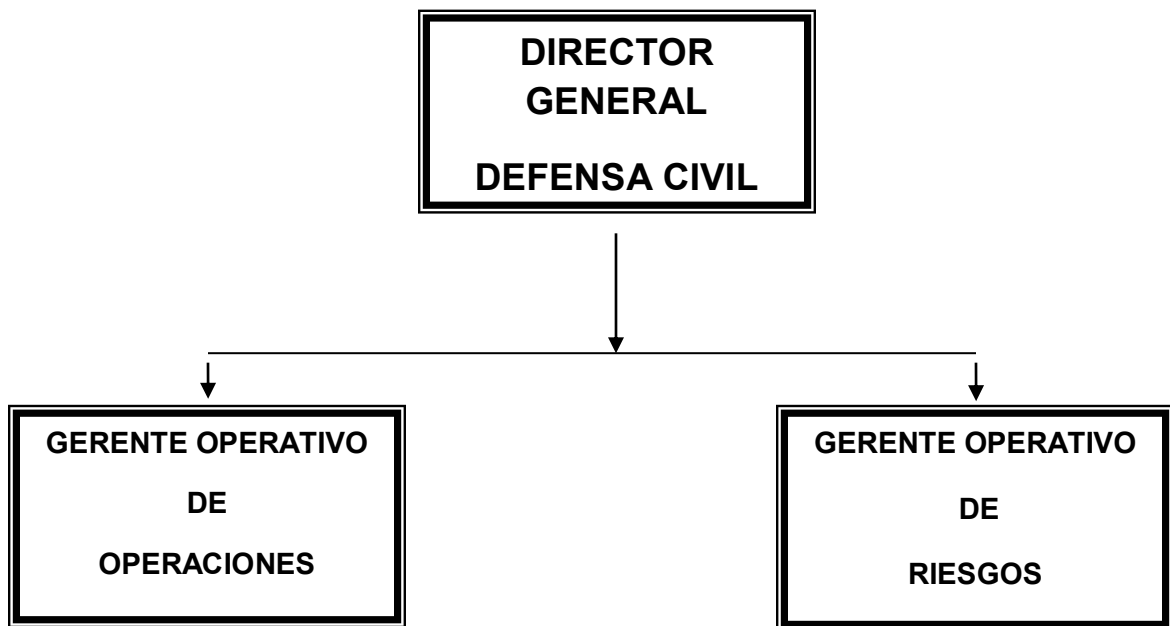 DIRECTOR
GENERAL
DEFENSA CIVIL
GERENTE OPERATIVO
DE
OPERACIONES
GERENTE OPERATIVO
DE
RIESGOS